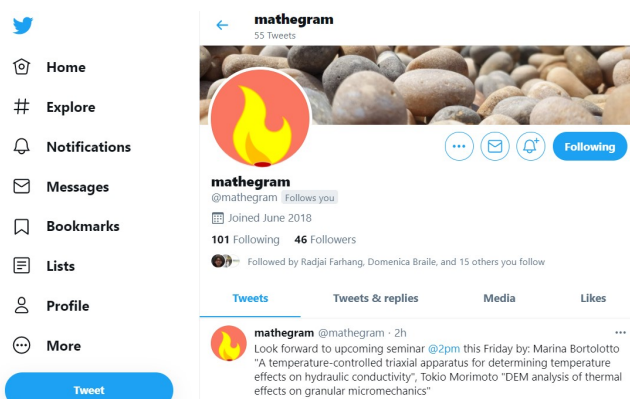 mathegram
55 Tweets
Home
Explore
Notifications
Messages
Bookmarks
Lists
Profile
More
Tweet
Following
mathegram
@mathegram Follows you
Joined June 2018
101 Following 46 Followers
Followed by Radjai Farhang, Domenica Braile, and 15 others you follow
Tweets Tweets & replies Media Likes
mathegram @mathegram · 2h
Look forward to upcoming seminar @2pm this Friday by: Marina Bortolotto
"A temperature-controlled triaxial apparatus for determining temperature
effects on hydraulic conductivity", Tokio Morimoto "DEM analysis of thermal
effects on granular micromechanics"